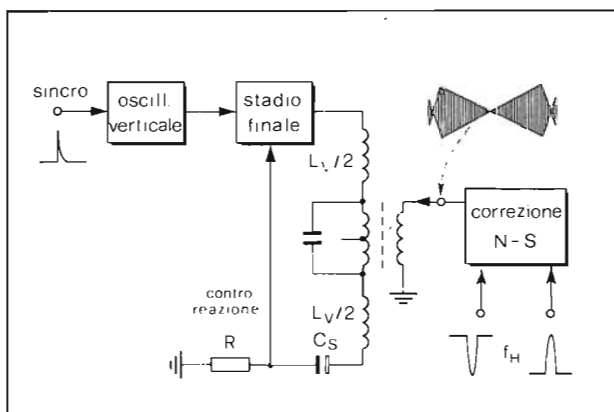 sincro
oscill.
verticale
stadio
finale
L_V/2
correzione
N-S
contro
reazione
L_V/2
R
C_S
f_H